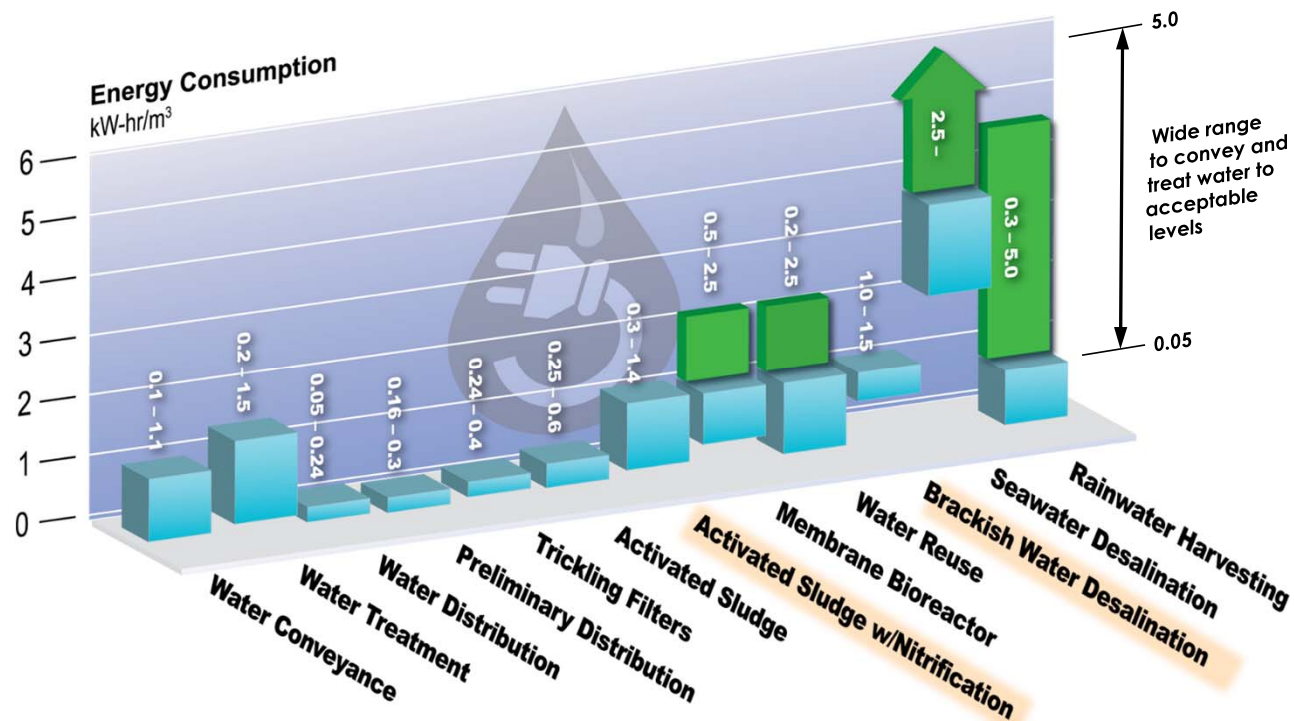 Energy Consumption
kW-hr/m³
6
5
4
3
2
1
0
0.1 – 1.1
0.2 – 1.5
0.05 – 0.24
0.16 – 0.3
0.24 – 0.4
0.25 – 0.6
0.3 – 1.4
0.5 – 2.5
0.2 – 2.5
1.0 – 1.5
2.5 –
0.3 – 5.0
5.0
Wide range
to convey and
treat water to
acceptable
levels
0.05
Water Conveyance
Water Treatment
Water Distribution
Preliminary Distribution
Trickling Filters
Activated Sludge
Activated Sludge w/Nitrification
Membrane Bioreactor
Water Reuse
Brackish Water Desalination
Seawater Desalination
Rainwater Harvesting